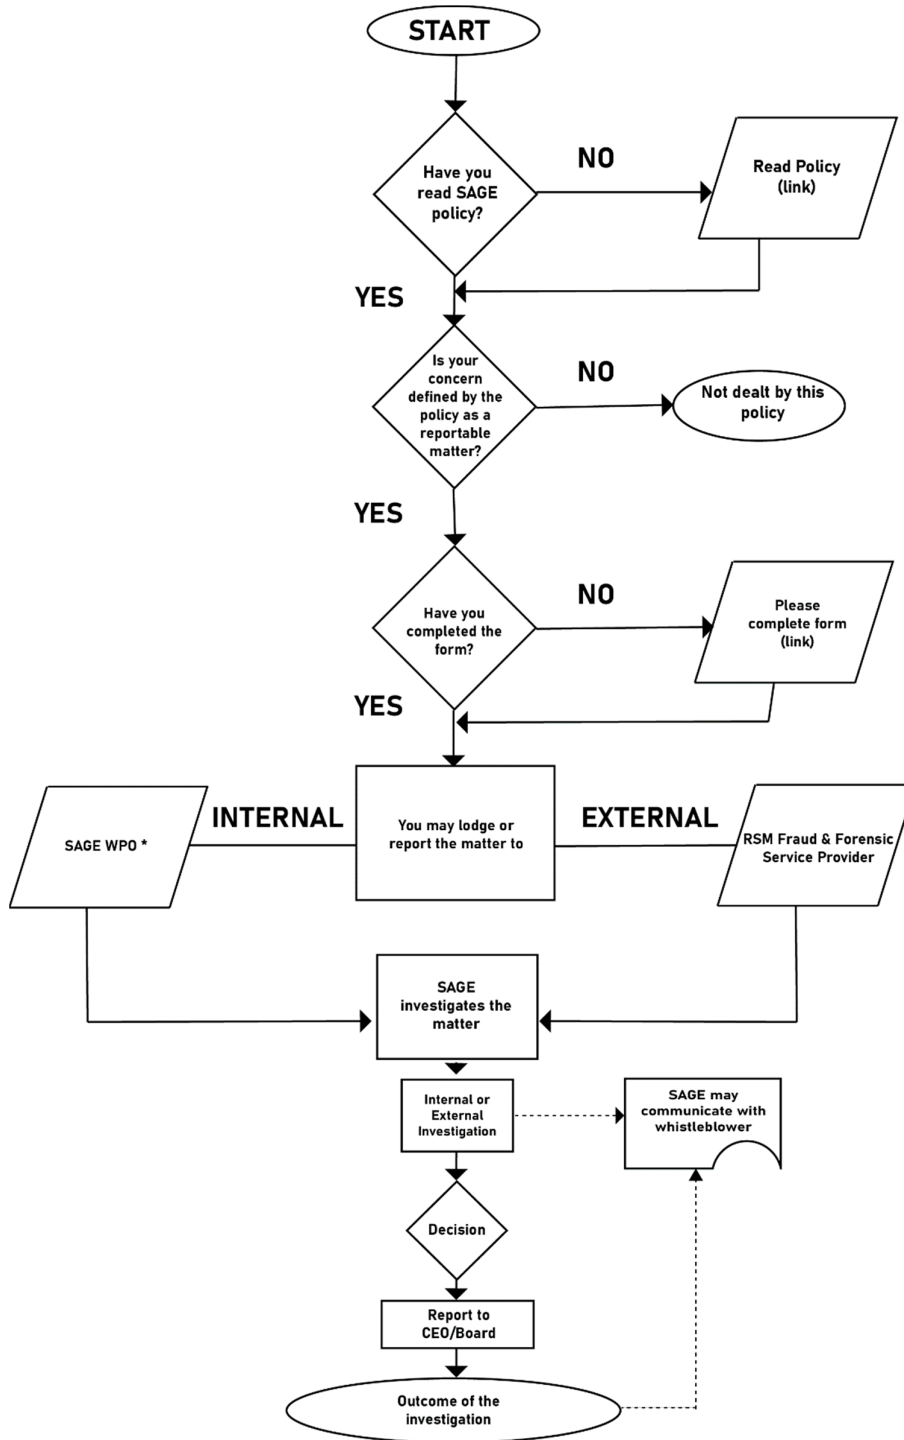 START
Have you
read SAGE
policy?
NO
Read Policy
(link)
YES
Is your
concern
defined by the
policy as a
reportable
matter?
NO
Not dealt by this
policy
YES
Have you
completed the
form?
NO
Please
complete form
(link)
YES
SAGE WPO *
INTERNAL
You may lodge or
report the matter to
EXTERNAL
RSM Fraud & Forensic
Service Provider
SAGE
investigates the
matter
Internal or
External
Investigation
SAGE may
communicate with
whistleblower
Decision
Report to
CEO/Board
Outcome of the
investigation